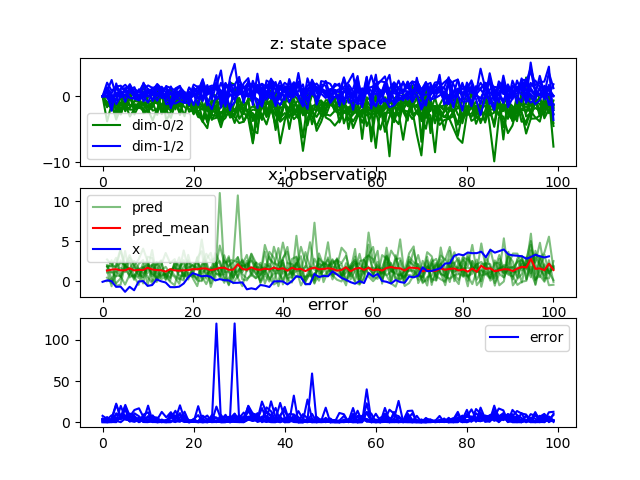 z: state space
0
−10
dim-0/2
dim-1/2
0 20 40 60 80 100
x: observation
10
5
0
pred
pred_mean
x
0 20 40 60 80 100
error
100
50
0
error
0 20 40 60 80 100